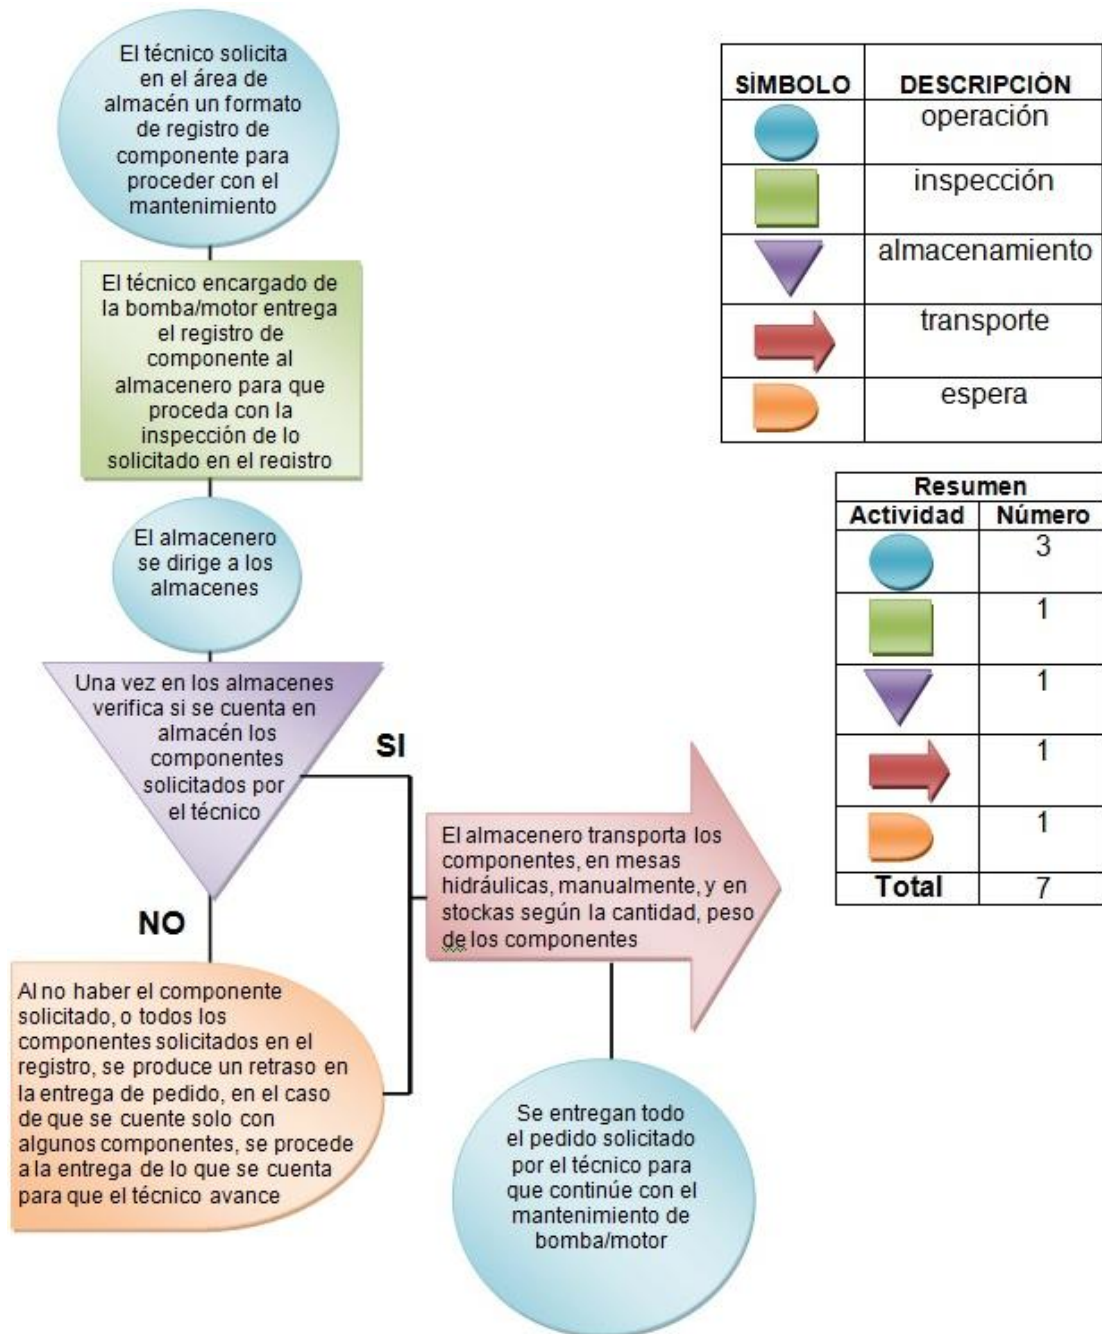 El técnico solicita
en el área de
almacén un formato
de registro de
componente para
proceder con el
mantenimiento
El técnico encargado de
la bomba/motor entrega
el registro de
componente al
almacenero para que
proceda con la
inspección de lo
solicitado en el registro
El almacenero
se dirige a los
almacenes
Una vez en los almacenes
verifica si se cuenta en
almacén los
componentes
solicitados por
el técnico
SI
NO
El almacenero transporta los
componentes, en mesas
hidráulicas, manualmente, y en
stockas según la cantidad, peso
de los componentes
Al no haber el componente
solicitado, o todos los
componentes solicitados en el
registro, se produce un retraso en
la entrega de pedido, en el caso
de que se cuente solo con
algunos componentes, se procede
a la entrega de lo que se cuenta
para que el técnico avance
Se entregan todo
el pedido solicitado
por el técnico para
que continúe con el
mantenimiento de
bomba/motor
SÍMBOLO DESCRIPCIÓN
operación
inspección
almacenamiento
transporte
espera
Resumen
Actividad Número
3
1
1
1
1
Total 7